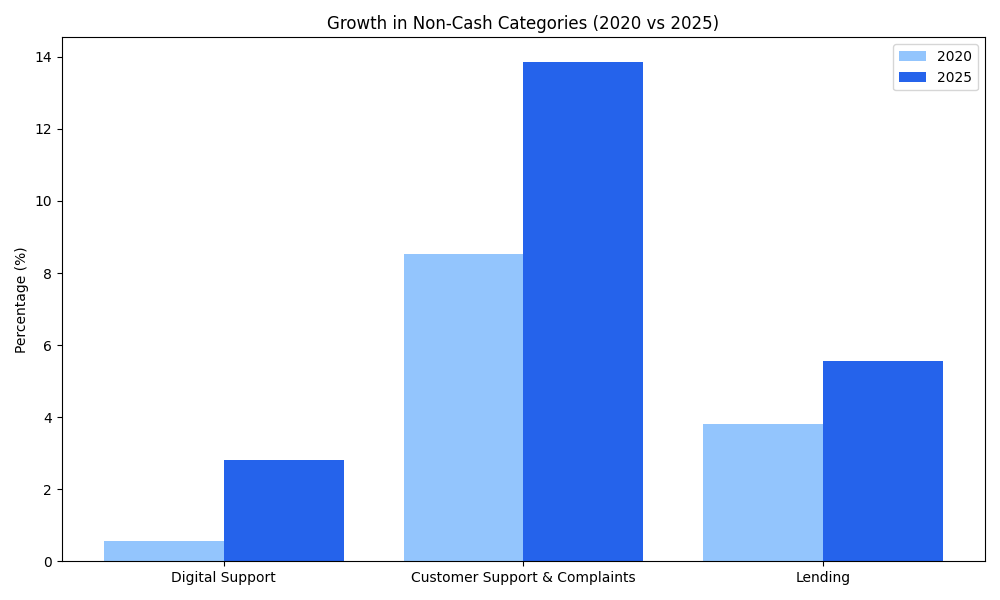 Growth in Non-Cash Categories (2020 vs 2025)
2020
2025
Percentage (%)
14
12
10
8
6
4
2
0
Digital Support
Customer Support & Complaints
Lending